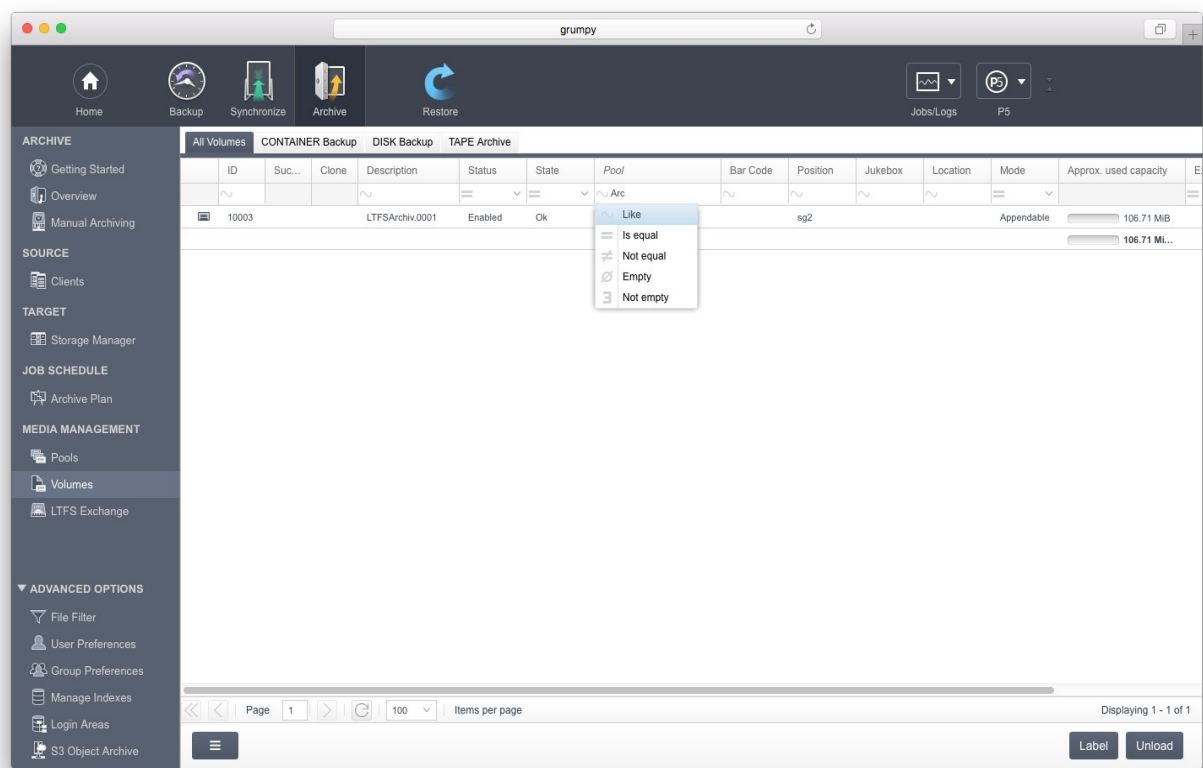 grumpy
Home
Backup
Synchronize
Archive
Restore
Jobs/Logs
P5
P5
ARCHIVE
Getting Started
Overview
Manual Archiving
SOURCE
Clients
TARGET
Storage Manager
JOB SCHEDULE
Archive Plan
MEDIA MANAGEMENT
Pools
Volumes
LTFS Exchange
ADVANCED OPTIONS
File Filter
User Preferences
Group Preferences
Manage Indexes
Login Areas
S3 Object Archive
All Volumes CONTAINER Backup DISK Backup TAPE Archive
ID Suc... Clone Description Status State Pool Bar Code Position Jukebox Location Mode Approx. used capacity E
Arc
10003 LTFSArchiv.0001 Enabled Ok sg2 Appendable 106.71 MiB
106.71 Mi...
Like
Is equal
Not equal
Empty
Not empty
Page 1 100 Items per page Displaying 1 - 1 of 1
Label Unload